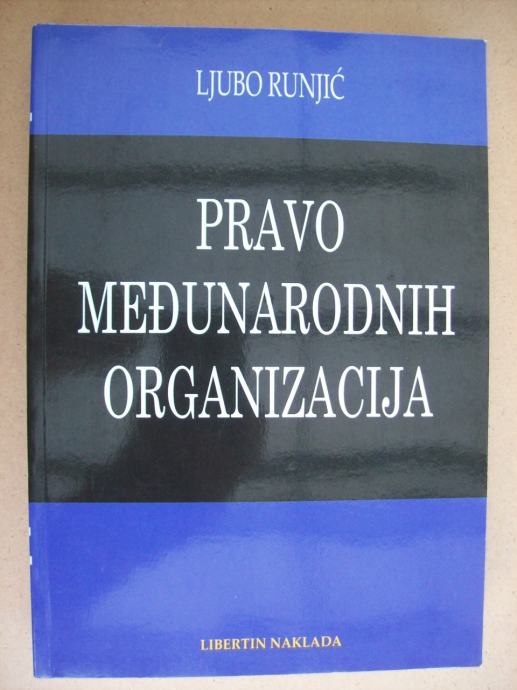 LJUBO RUNJIĆ
PRAVO
MEĐUNARODNIH
ORGANIZACIJA
LIBERTIN NAKLADA